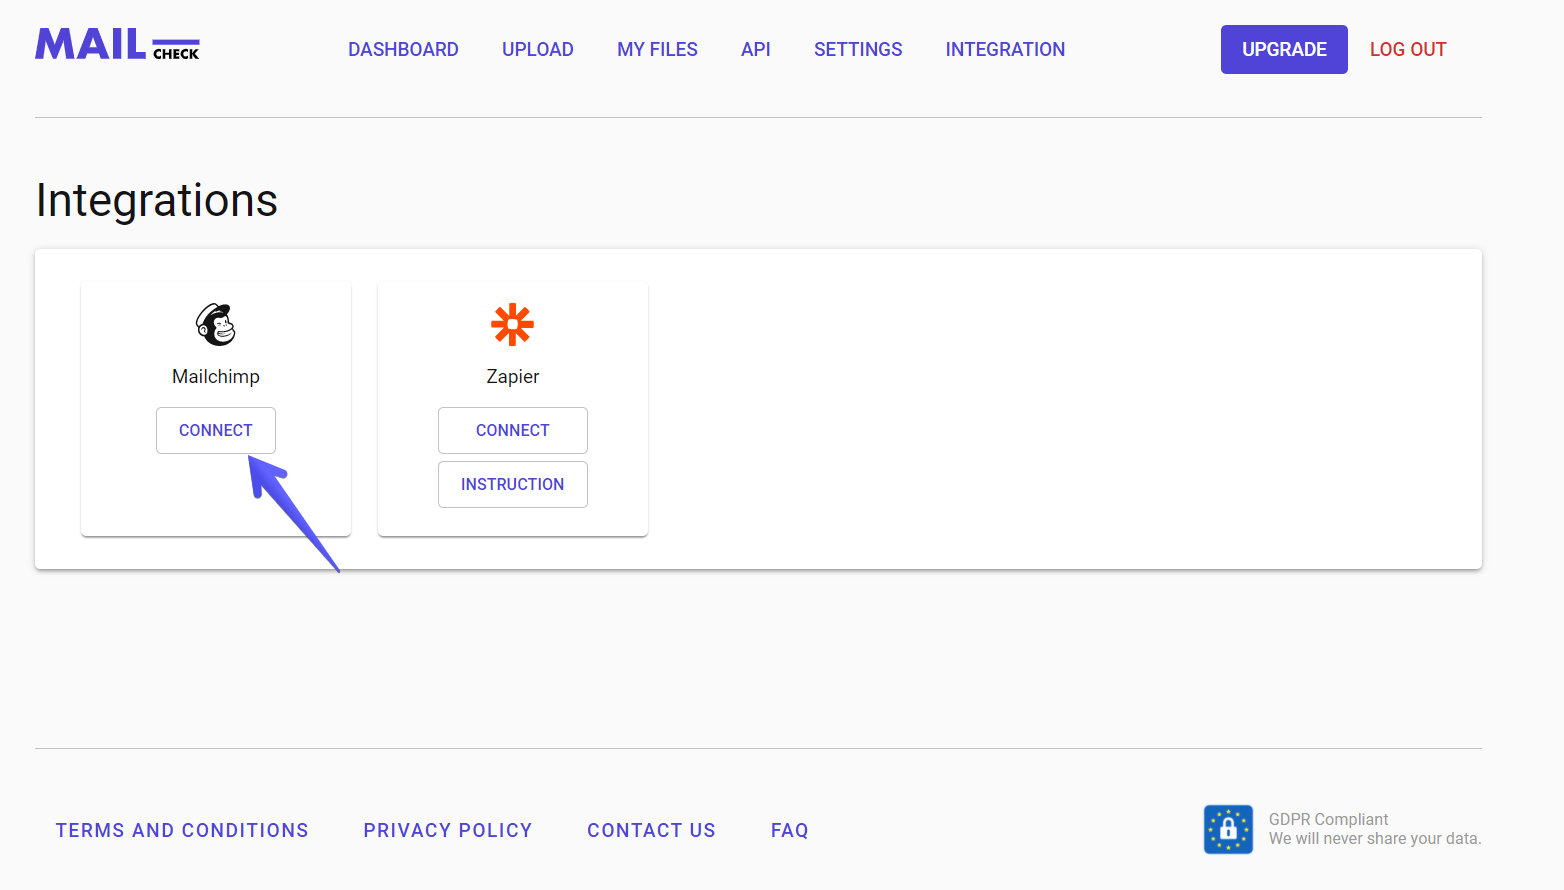 MAIL CHECK
DASHBOARD UPLOAD MY FILES API SETTINGS INTEGRATION UPGRADE LOG OUT
Integrations
Mailchimp
CONNECT
Zapier
CONNECT
INSTRUCTION
TERMS AND CONDITIONS PRIVACY POLICY CONTACT US FAQ
GDPR Compliant
We will never share your data.